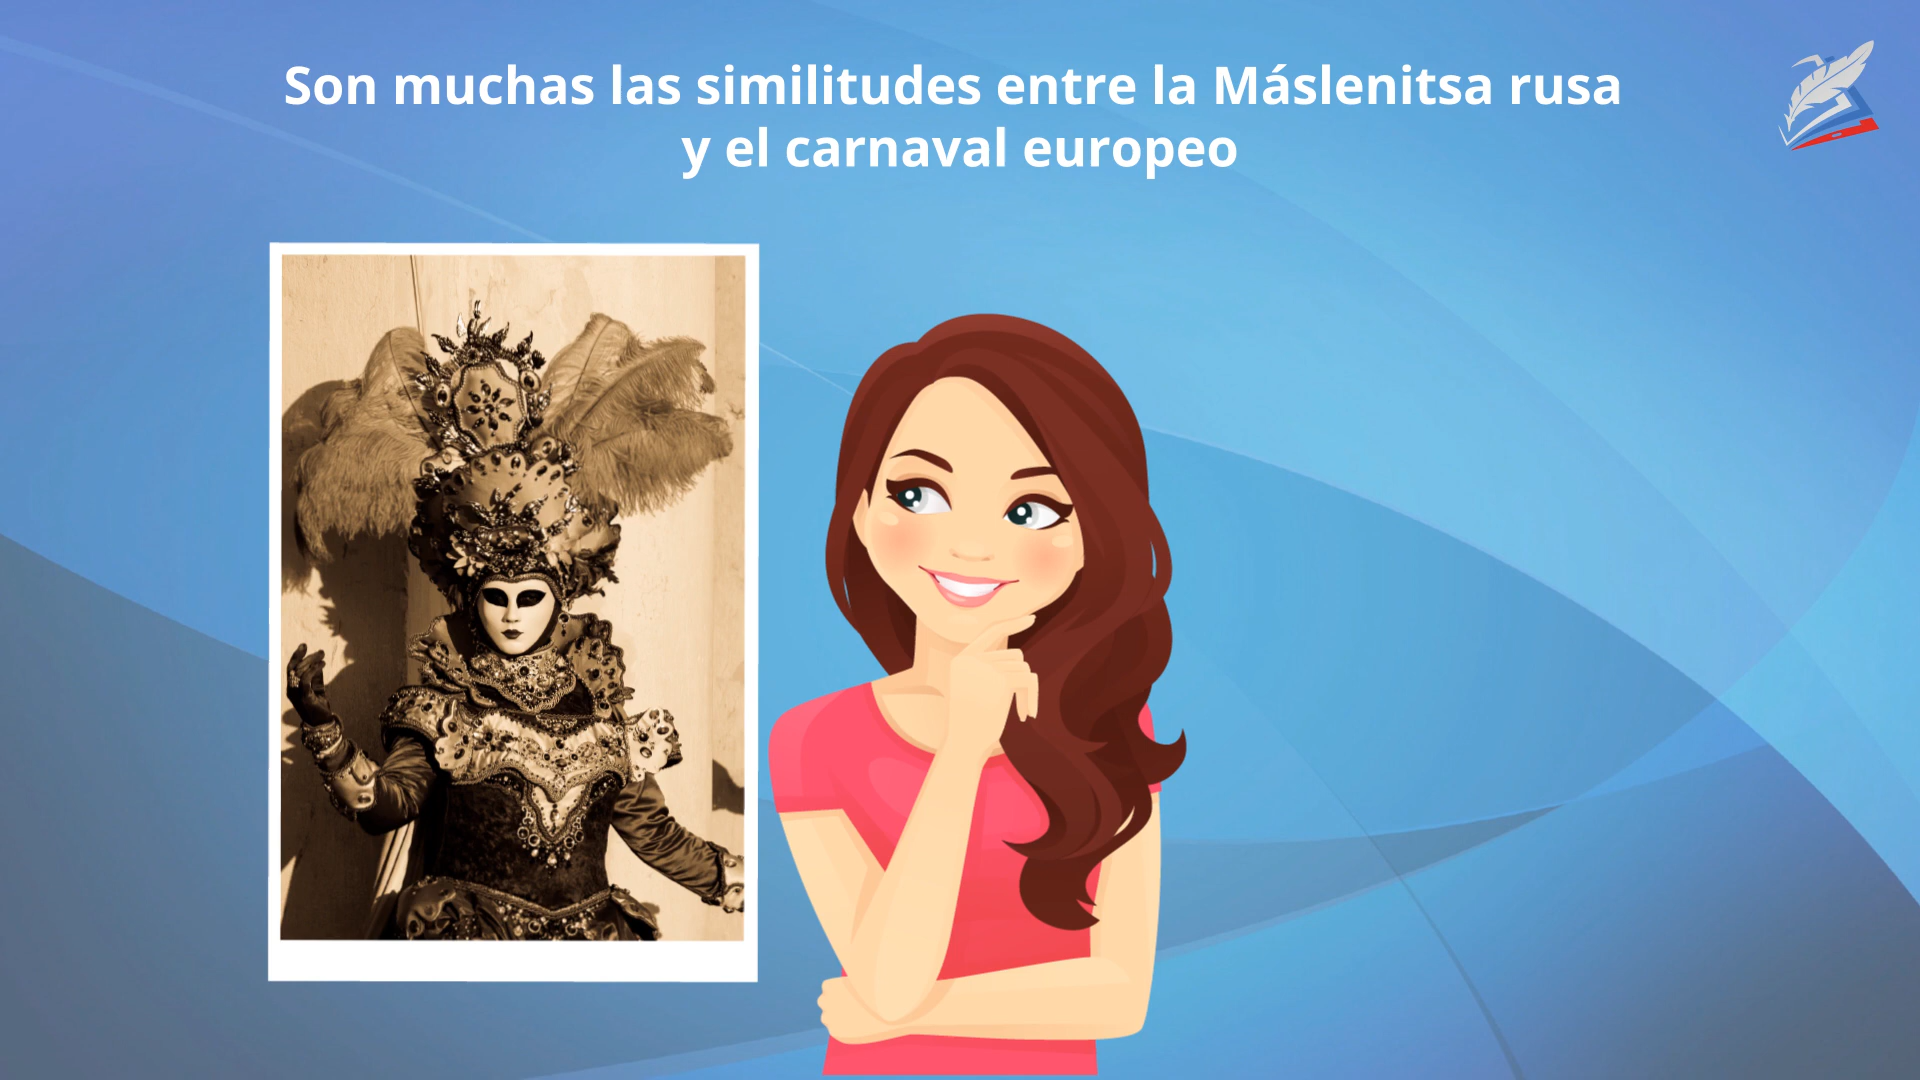 Son muchas las similitudes entre la Máslenitsa rusa
y el carnaval europeo